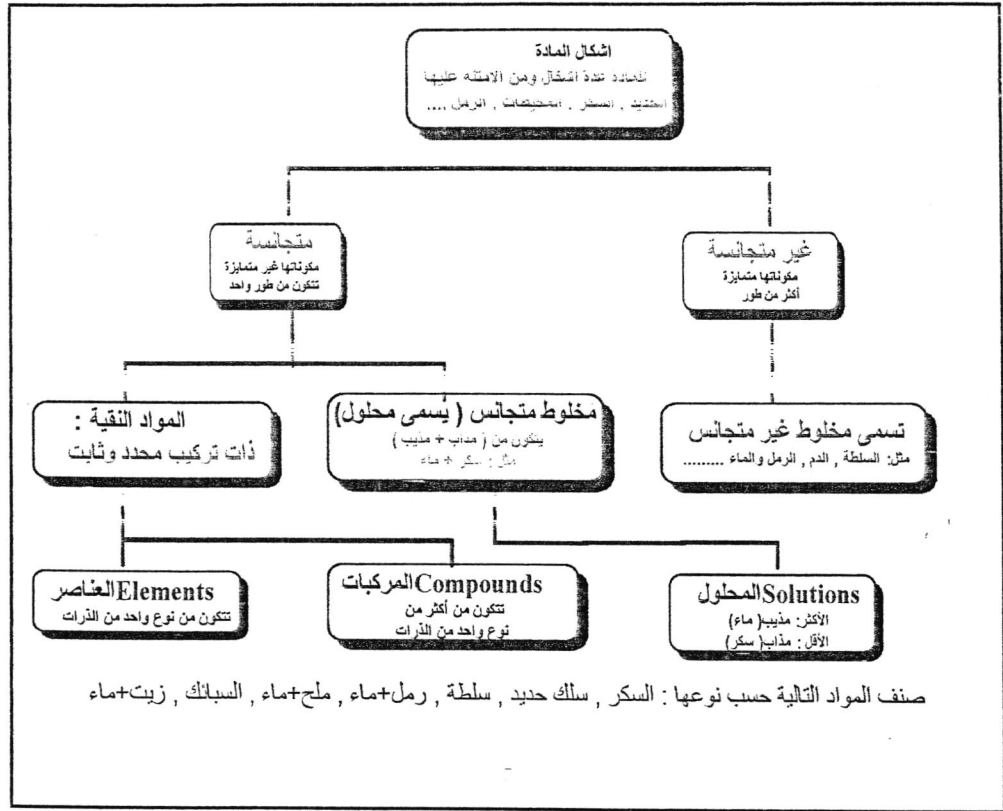 اشكال المادة
للمادة عدة اشكال ومن الامثله عليها
الحديد , السكر , المحيطات , الرمل ....
متجانسة
مكوناتها غير متمايزة
تتكون من طور واحد
غير متجانسة
مكوناتها متمايزة
أكثر من طور
المواد النقية :
ذات تركيب محدد وثابت
مخلوط متجانس ( يُسمى محلول)
يتكون من ( مذاب + مذيب )
مثل : سكر + ماء
تسمى مخلوط غير متجانس
مثل: السلطة , الدم , الرمل والماء .........
العناصرElements
تتكون من نوع واحد من الذرات
المركباتCompounds
تتكون من أكثر من
نوع واحد من الذرات
المحلولSolutions
الأكثر: مذيب( ماء)
الأقل : مذاب( سكر)
صنف المواد التالية حسب نوعها : السكر , سلك حديد , سلطة , رمل+ماء , ملح+ماء , السبائك , زيت+ماء